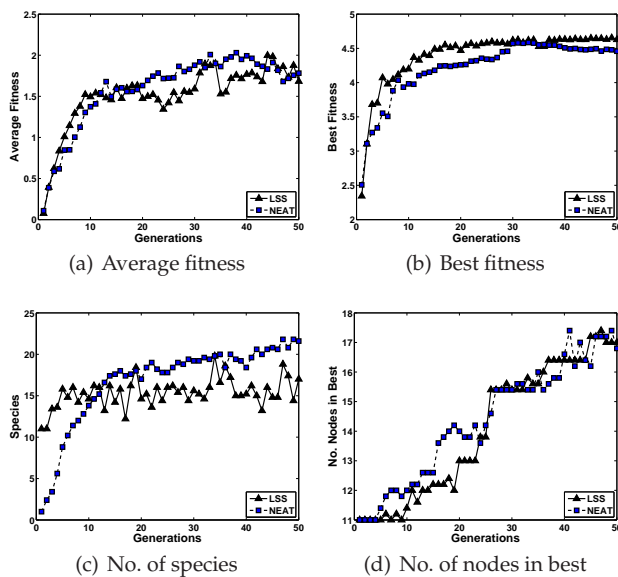 2.5
2
1.5
1
0.5
0
0 10 20 30 40 50
Average Fitness
Generations
LSS
NEAT
(a) Average fitness
5
4.5
4
3.5
3
2.5
2
0 10 20 30 40 50
Best Fitness
Generations
LSS
NEAT
(b) Best fitness
25
20
15
10
5
0
0 10 20 30 40 50
Species
Generations
LSS
NEAT
(c) No. of species
18
17
16
15
14
13
12
11
0 10 20 30 40 50
No. Nodes in Best
Generations
LSS
NEAT
(d) No. of nodes in best